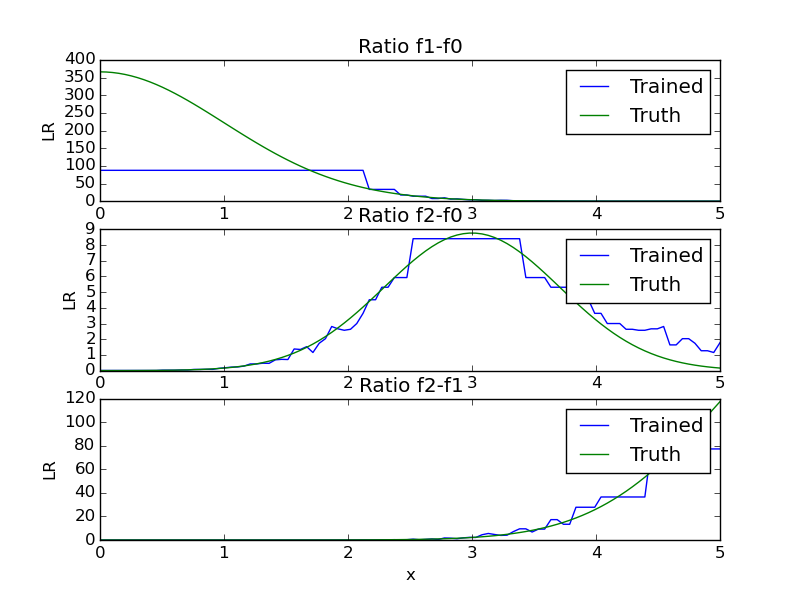 Ratio f1-f0
400
350
300
250
200
150
100
50
0
LR
Trained
Truth
0 1 2 3 4 5
Ratio f2-f0
9
8
7
6
5
4
3
2
1
0
LR
Trained
Truth
0 1 2 3 4 5
Ratio f2-f1
120
100
80
60
40
20
0
LR
Trained
Truth
0 1 2 3 4 5
x